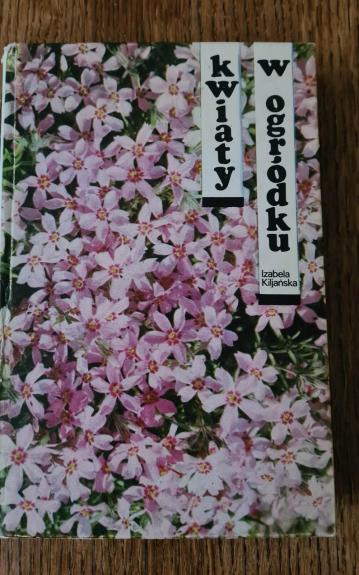 kwiaty
w ogródku
Izabela
Kiljańska